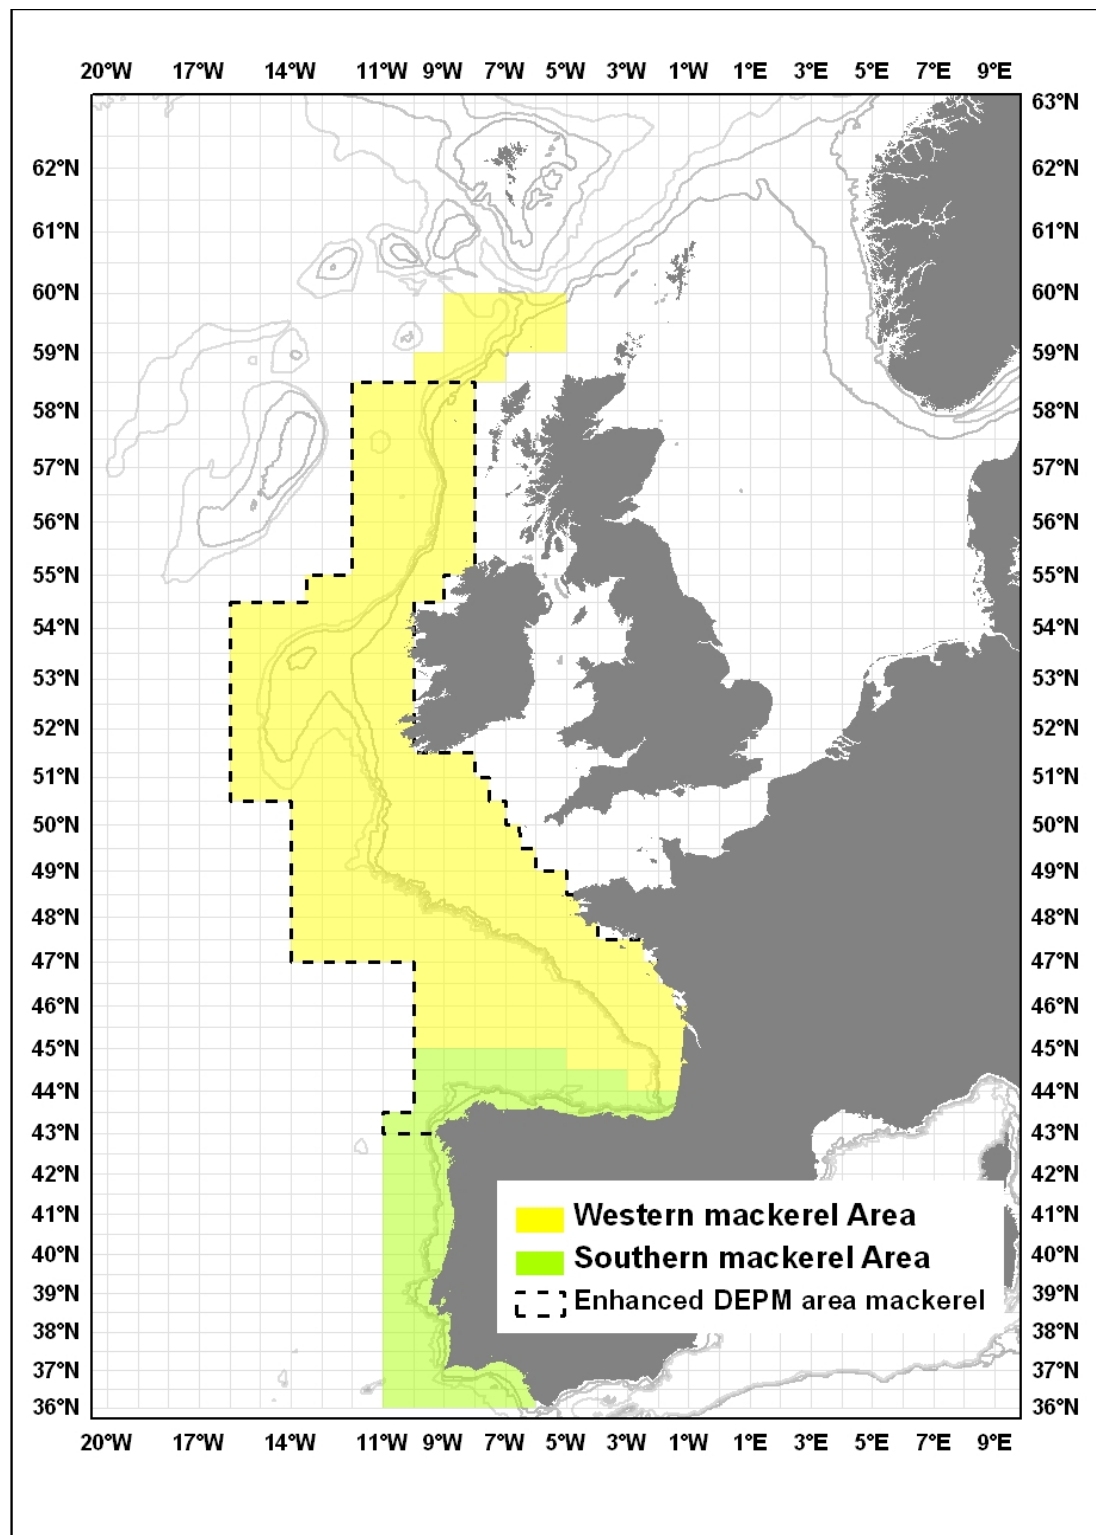 20°W 17°W 14°W 11°W 9°W 7°W 5°W 3°W 1°W 1°E 3°E 5°E 7°E 9°E
63°N
62°N 62°N
61°N 61°N
60°N 60°N
59°N 59°N
58°N 58°N
57°N 57°N
56°N 56°N
55°N 55°N
54°N 54°N
53°N 53°N
52°N 52°N
51°N 51°N
50°N 50°N
49°N 49°N
48°N 48°N
47°N 47°N
46°N 46°N
45°N 45°N
44°N 44°N
43°N 43°N
42°N 42°N
41°N 41°N
40°N 40°N
39°N 39°N
38°N 38°N
37°N 37°N
36°N 36°N
Western mackerel Area
Southern mackerel Area
Enhanced DEPM area mackerel
20°W 17°W 14°W 11°W 9°W 7°W 5°W 3°W 1°W 1°E 3°E 5°E 7°E 9°E